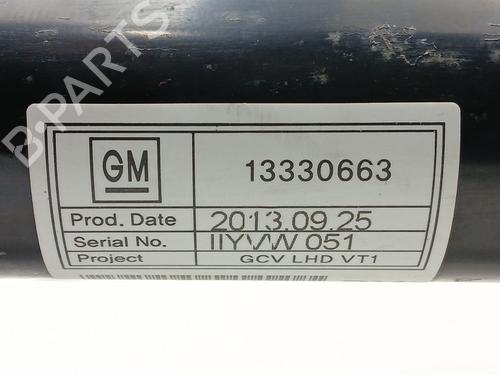 B-PARTS
GM
13330663
Prod. Date 2013.09.25
Serial No. IIYVW 051
Project GCV LHD VT1